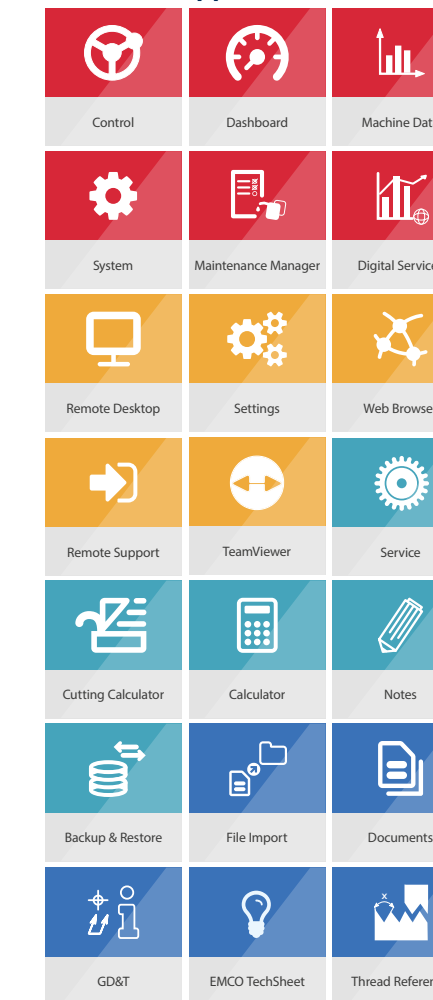 Control Dashboard Machine Dat
System Maintenance Manager Digital Service
Remote Desktop Settings Web Browse
Remote Support TeamViewer Service
Cutting Calculator Calculator Notes
Backup & Restore File Import Documents
GD&T EMCO TechSheet Thread Referen